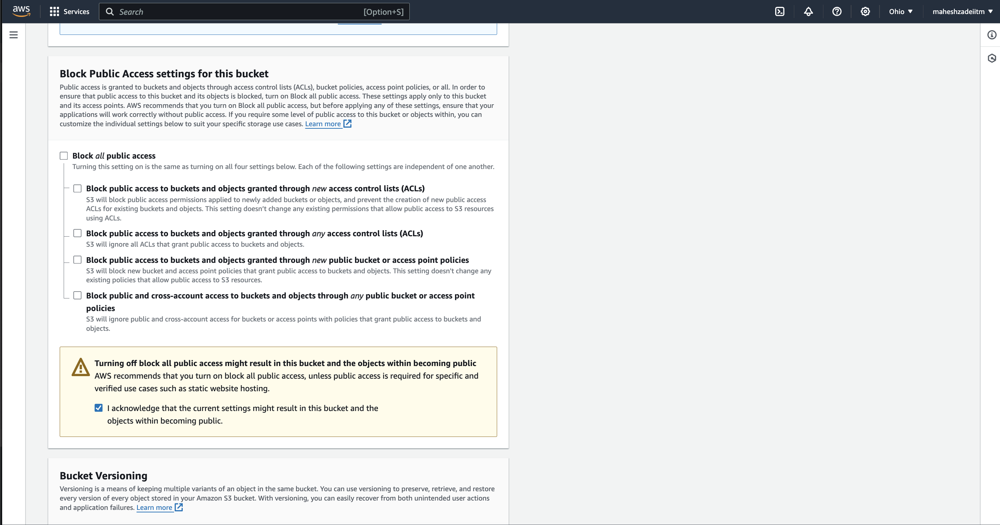 aws
Services
Search
[Option+S]
Ohio
maheshzadeiitm
Block Public Access settings for this bucket
Public access is granted to buckets and objects through access control lists (ACLs), bucket policies, access point policies, or all. In order to
ensure that public access to this bucket and its objects is blocked, turn on Block all public access. These settings apply only to this bucket
and its access points. AWS recommends that you turn on Block all public access, but before applying any of these settings, ensure that your
applications will work correctly without public access. If you require some level of public access to this bucket or objects within, you can
customize the individual settings below to suit your specific storage use cases. Learn more
Block all public access
Turning this setting on is the same as turning on all four settings below. Each of the following settings are independent of one another.
Block public access to buckets and objects granted through new access control lists (ACLs)
S3 will block public access permissions applied to newly added buckets or objects, and prevent the creation of new public access
ACLs for existing buckets and objects. This setting doesn’t change any existing permissions that allow public access to S3 resources
using ACLs.
Block public access to buckets and objects granted through any access control lists (ACLs)
S3 will ignore all ACLs that grant public access to buckets and objects.
Block public access to buckets and objects granted through new public bucket or access point policies
S3 will block new bucket and access point policies that grant public access to buckets and objects. This setting doesn't change any
existing policies that allow public access to S3 resources.
Block public and cross-account access to buckets and objects through any public bucket or access point
policies
S3 will ignore public and cross-account access for buckets or access points with policies that grant public access to buckets and
objects.
Turning off block all public access might result in this bucket and the objects within becoming public
AWS recommends that you turn on block all public access, unless public access is required for specific and
verified use cases such as static website hosting.
I acknowledge that the current settings might result in this bucket and the
objects within becoming public.
Bucket Versioning
Versioning is a means of keeping multiple variants of an object in the same bucket. You can use versioning to preserve, retrieve, and restore
every version of every object stored in your Amazon S3 bucket. With versioning, you can easily recover from both unintended user actions
and application failures. Learn more